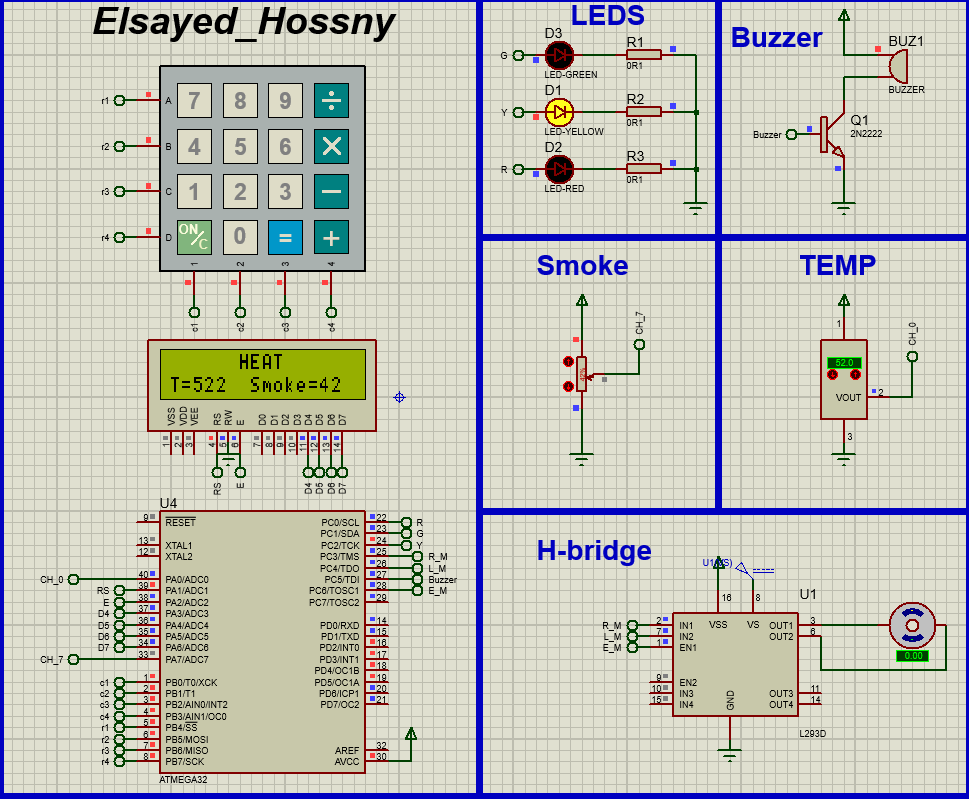 Elsayed_Hossny
r1 A 7 8 9 ÷
r2 B 4 5 6 ×
r3 C 1 2 3 −
r4 D ON/C 0 = +
1 2 3 4
c1 c2 c3 c4
HEAT
T=522 Smoke=42
VSS VDD VEE RS RW E D0 D1 D2 D3 D4 D5 D6 D7
1 2 3 4 5 6 7 8 9 10 11 12 13 14
RS E D4 D5 D6 D7
U4
9 RESET PC0/SCL 22 R
PC1/SDA 23 G
13 XTAL1 PC2/TCK 24 Y
12 XTAL2 PC3/TMS 25 R_M
PC4/TDO 26 L_M
CH_0 40 PA0/ADC0 PC5/TDI 27 Buzzer
RS 39 PA1/ADC1 PC6/TOSC1 28 E_M
E 38 PA2/ADC2 PC7/TOSC2 29
D4 37 PA3/ADC3
D5 36 PA4/ADC4 PD0/RXD 14
D6 35 PA5/ADC5 PD1/TXD 15
D7 34 PA6/ADC6 PD2/INT0 16
CH_7 33 PA7/ADC7 PD3/INT1 17
PD4/OC1B 18
c1 1 PB0/T0/XCK PD5/OC1A 19
c2 2 PB1/T1 PD6/ICP1 20
c3 3 PB2/AIN0/INT2 PD7/OC2 21
c4 4 PB3/AIN1/OC0
r1 5 PB4/SS
r2 6 PB5/MOSI
r3 7 PB6/MISO AREF 32
r4 8 PB7/SCK AVCC 30
ATMEGA32
LEDS
D3 R1
G
LED-GREEN 0R1
D1 R2
Y
LED-YELLOW 0R1
D2 R3
R
LED-RED 0R1
Buzzer
BUZ1
BUZZER
Q1
Buzzer 2N2222
Smoke
CH_7
42%
TEMP
1
CH_0
52.0
VOUT 2
3
H-bridge
U1(VS)
U1
16 8
R_M 2 IN1 VSS VS OUT1 3
L_M 7 IN2 OUT2 6
E_M 1 EN1
0.00
9 EN2
10 IN3 OUT3 11
15 IN4 GND OUT4 14
L293D